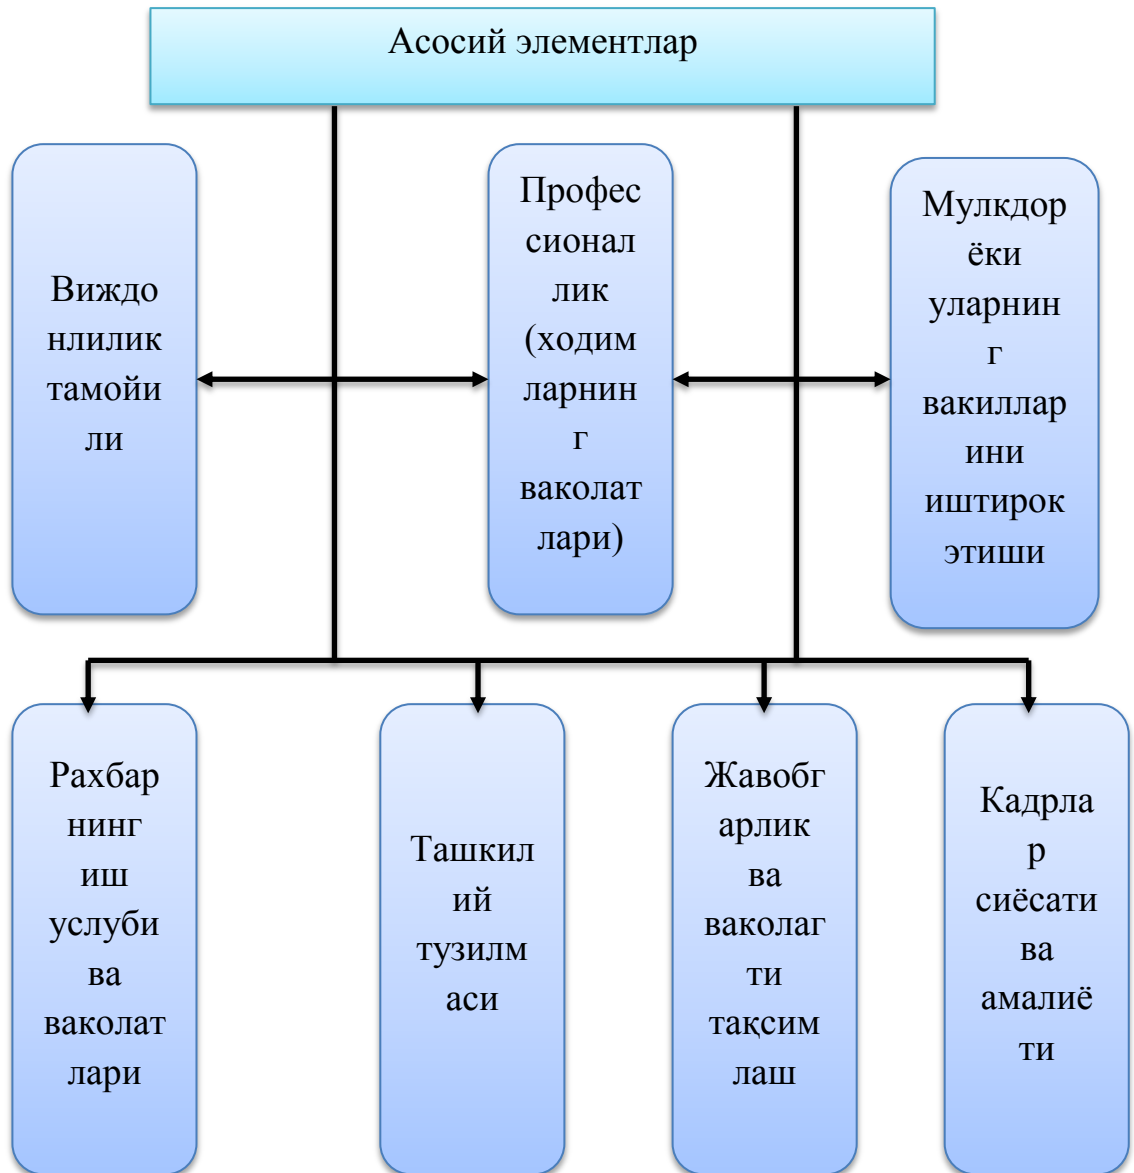 Асосий элементлар
Виждо
нлилик
тамойи
ли
Профес
сионал
лик
(ходим
ларнин
г
ваколат
лари)
Мулкдор
ёки
уларнин
г
вакиллар
ини
иштирок
этиши
Рахбар
нинг
иш
услуби
ва
ваколат
лари
Ташкил
ий
тузилм
аси
Жавобг
арлик
ва
ваколаг
ти
тақсим
лаш
Кадрла
р
сиёсати
ва
амалиё
ти